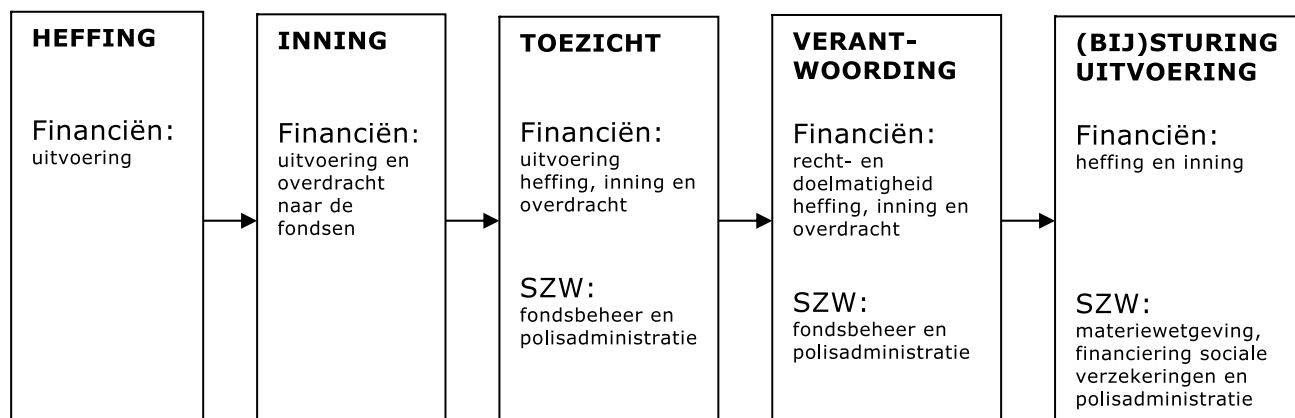 HEFFING
Financiën:
uitvoering
INNING
Financiën:
uitvoering en
overdracht
naar de
fondsen
TOEZICHT
Financiën:
uitvoering
heffing, inning en
overdracht
SZW:
fondsbeheer en
polisadministratie
VERANT-
WOORDING
Financiën:
recht- en
doelmatigheid
heffing, inning en
overdracht
SZW:
fondsbeheer en
polisadministratie
(BIJ)STURING
UITVOERING
Financiën:
heffing en inning
SZW:
materiewetgeving,
financiering sociale
verzekeringen en
polisadministratie